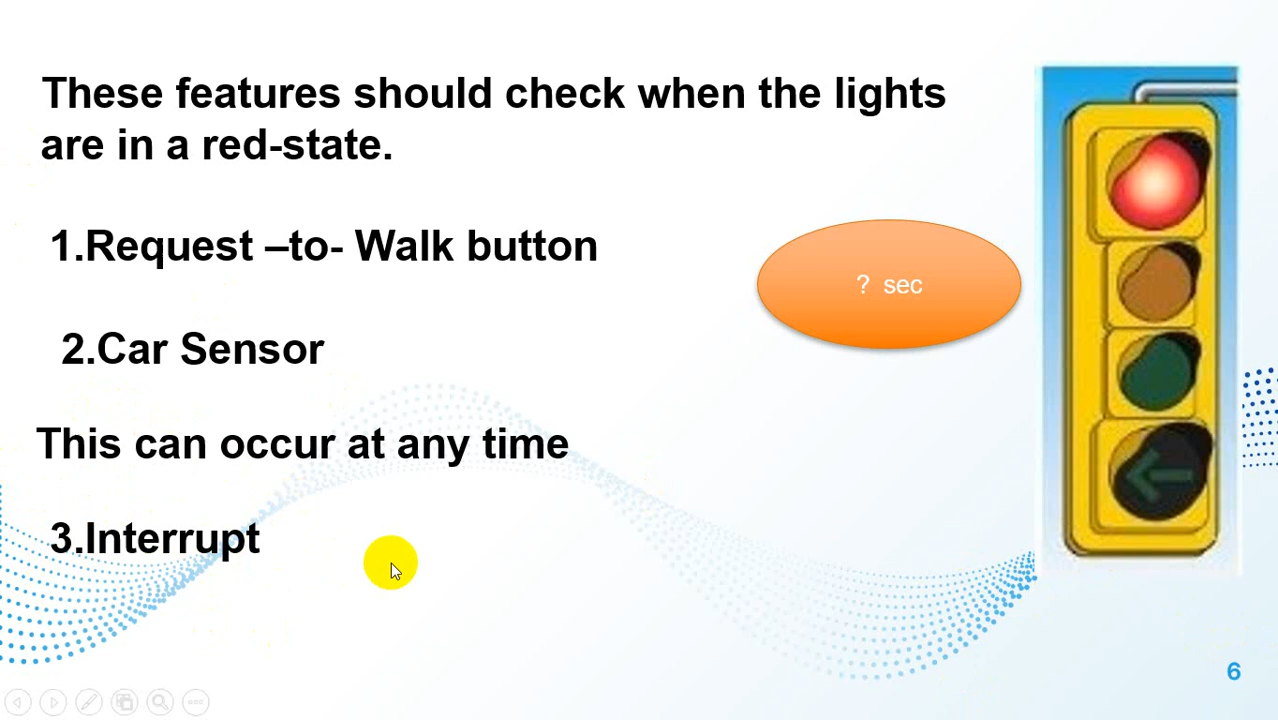 These features should check when the lights
are in a red-state.
1.Request –to- Walk button
? sec
2.Car Sensor
This can occur at any time
3.Interrupt
6